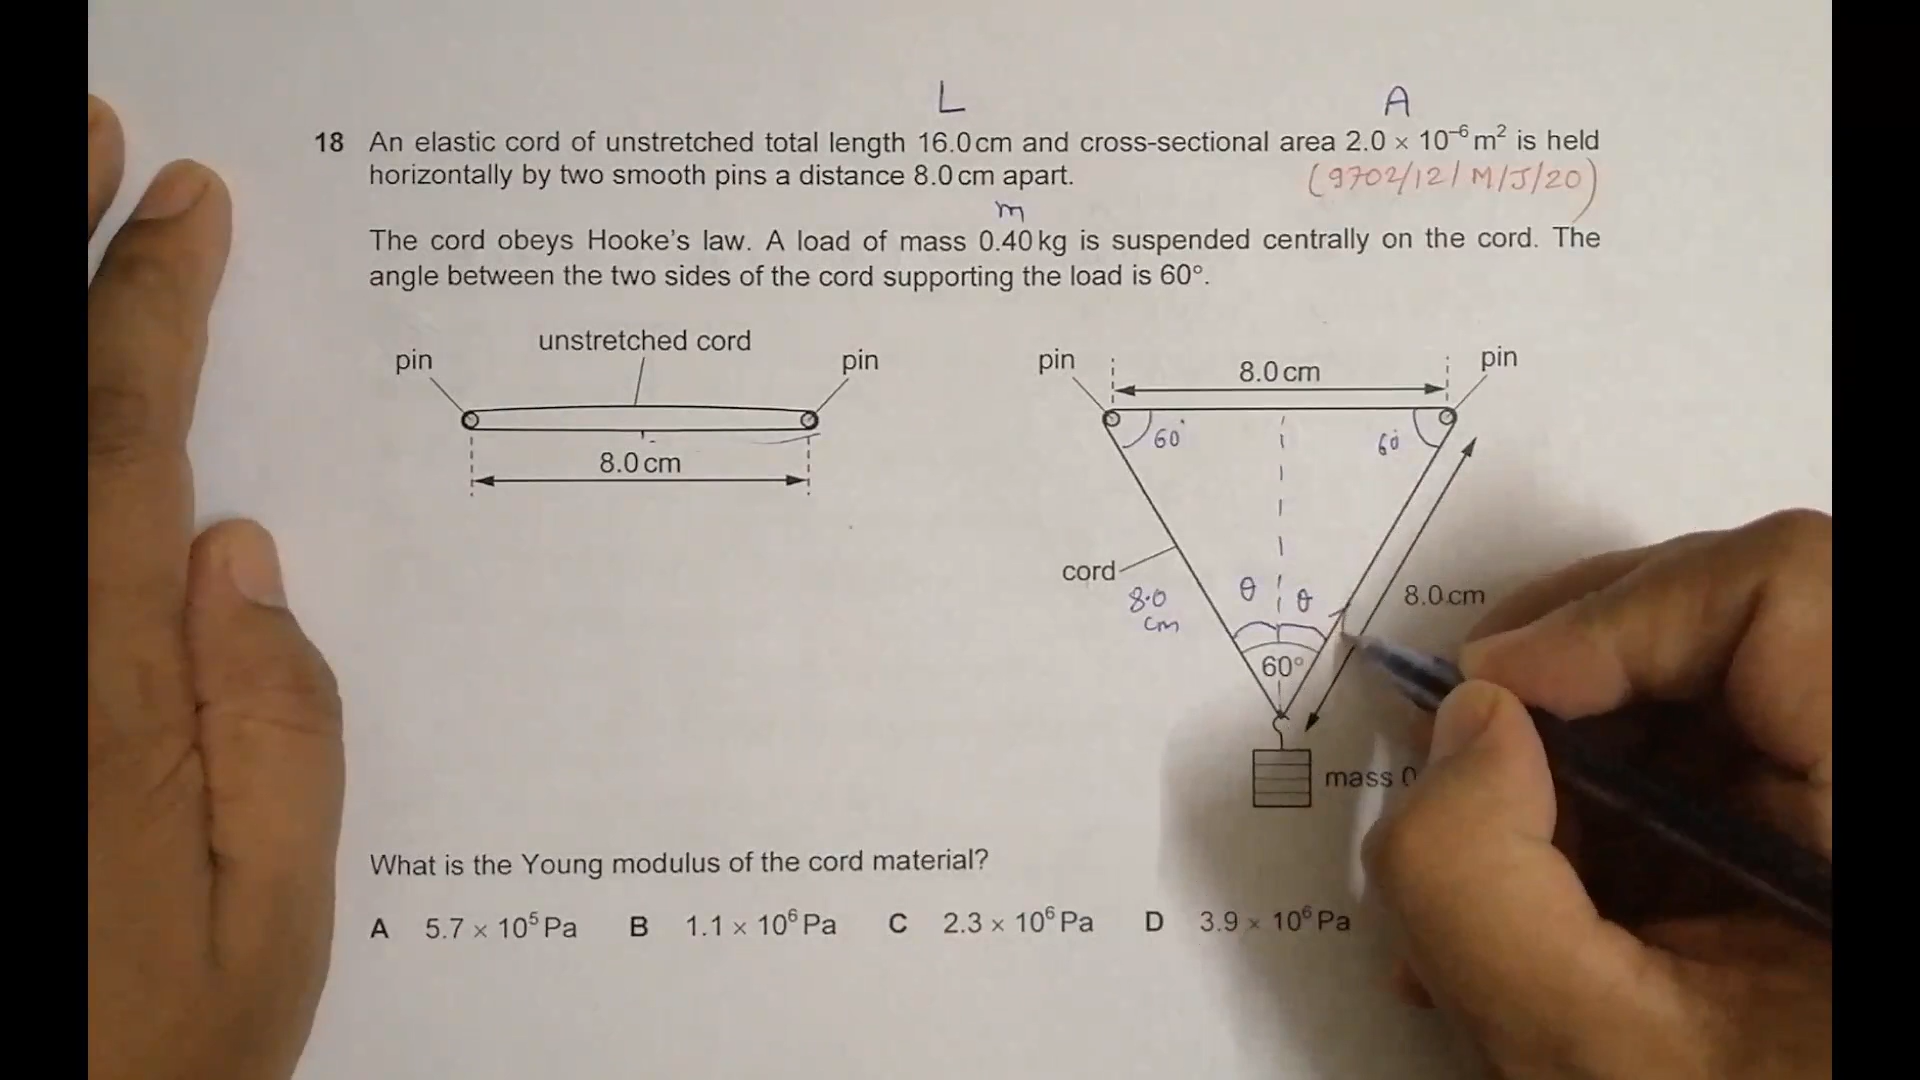 L
A
18 An elastic cord of unstretched total length 16.0 cm and cross-sectional area 2.0 × 10⁻⁶ m² is held
horizontally by two smooth pins a distance 8.0 cm apart.
(9702/12/M/J/20)
m
The cord obeys Hooke's law. A load of mass 0.40 kg is suspended centrally on the cord. The
angle between the two sides of the cord supporting the load is 60°.
unstretched cord
pin
pin
8.0 cm
pin
pin
8.0 cm
60°
60°
cord
8.0
cm
θ
θ
8.0 cm
60°
mass 0
What is the Young modulus of the cord material?
A 5.7 × 10⁵ Pa B 1.1 × 10⁶ Pa C 2.3 × 10⁶ Pa D 3.9 × 10⁶ Pa